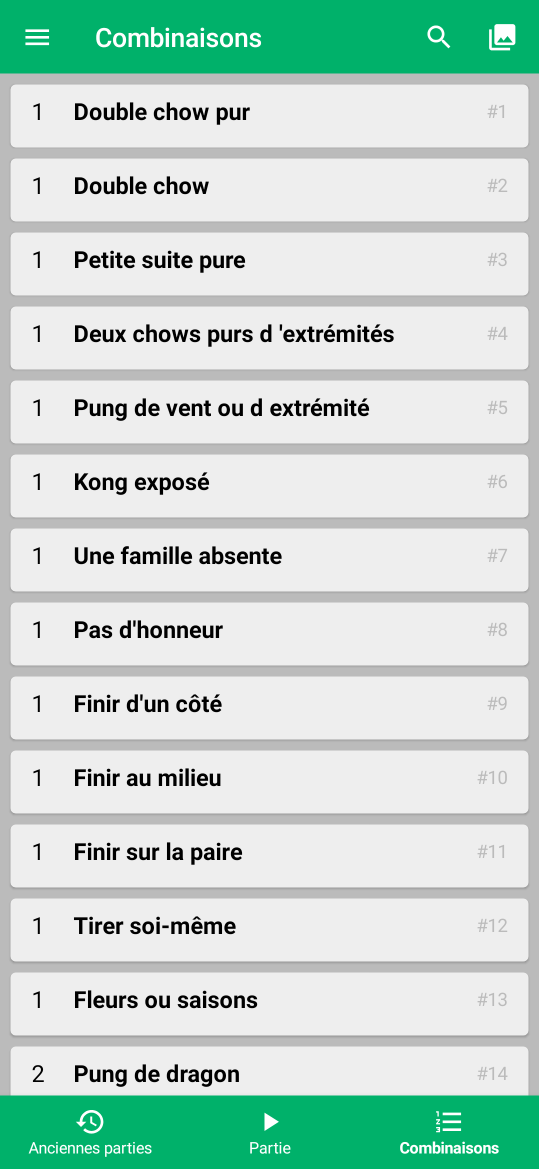 Combinaisons
1 Double chow pur #1
1 Double chow #2
1 Petite suite pure #3
1 Deux chows purs d 'extrémités #4
1 Pung de vent ou d extrémité #5
1 Kong exposé #6
1 Une famille absente #7
1 Pas d'honneur #8
1 Finir d'un côté #9
1 Finir au milieu #10
1 Finir sur la paire #11
1 Tirer soi-même #12
1 Fleurs ou saisons #13
2 Pung de dragon #14
Anciennes parties Partie Combinaisons